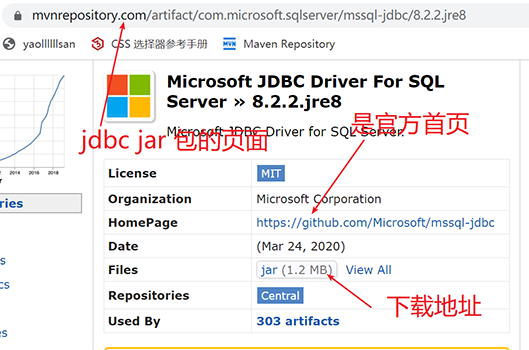 mvnrepository.com/artifact/com.microsoft.sqlserver/mssql-jdbc/8.2.2.jre8
yaollllllsan
CSS 选择器参考手册
Maven Repository
Microsoft JDBC Driver For SQL
Server » 8.2.2.jre8
Microsoft JDBC Driver for SQL Server.
jdbc jar 包的页面
是官方首页
2014 2016 2018
r
ries
License
MIT
Organization
Microsoft Corporation
HomePage
https://github.com/Microsoft/mssql-jdbc
Date
(Mar 24, 2020)
Files
jar (1.2 MB)
View All
下载地址
Repositories
Central
Used By
303 artifacts
s
cs
s
es